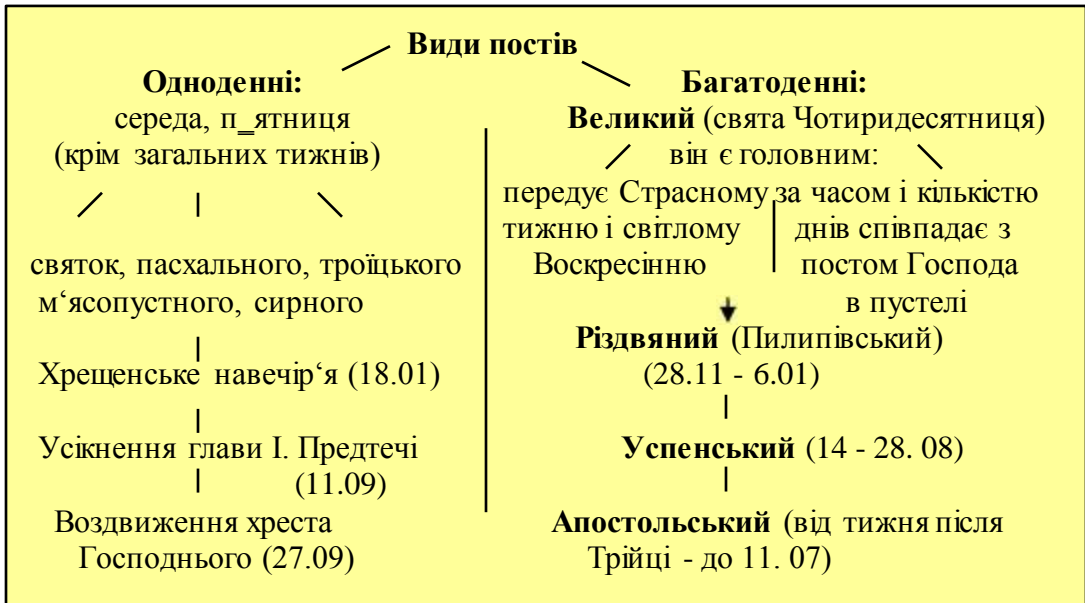 Види постів
Одноденні:
середа, п‗ятниця
(крім загальних тижнів)
святок, пасхального, троїцького
м‘ясопустного, сирного
Хрещенське навечір‘я (18.01)
Усікнення глави І. Предтечі
(11.09)
Воздвиження хреста
Господнього (27.09)
Багатоденні:
Великий (свята Чотиридесятниця)
він є головним:
передує Страсному
тижню і світлому
Воскресінню
за часом і кількістю
днів співпадає з
постом Господа
в пустелі
Різдвяний (Пилипівський)
(28.11 - 6.01)
Успенський (14 - 28. 08)
Апостольський (від тижня після
Трійці - до 11. 07)